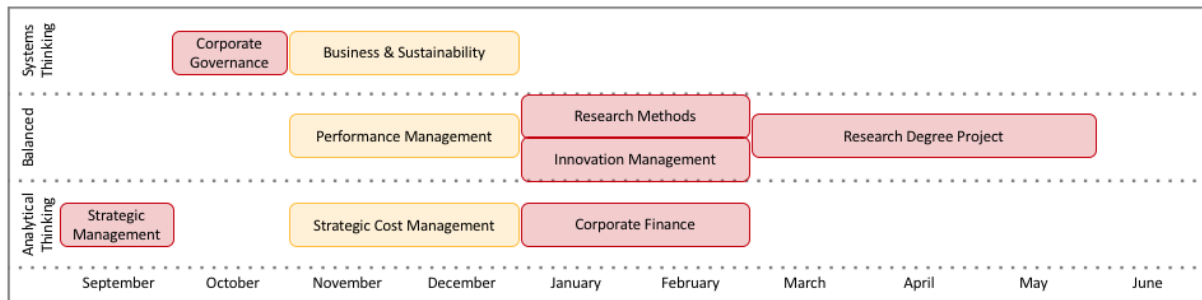 Systems
Thinking
Corporate
Governance
Business & Sustainability
Balanced
Performance Management
Research Methods
Innovation Management
Research Degree Project
Analytical
Thinking
Strategic
Management
Strategic Cost Management
Corporate Finance
September October November December January February March April May June